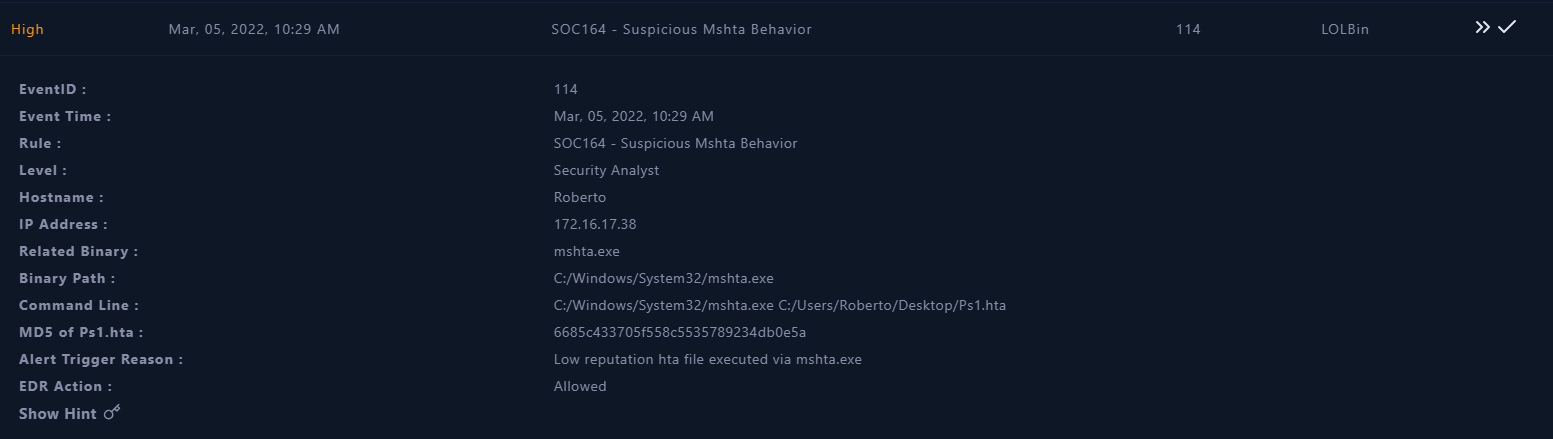 High Mar, 05, 2022, 10:29 AM SOC164 - Suspicious Mshta Behavior 114 LOLBin
EventID : 114
Event Time : Mar, 05, 2022, 10:29 AM
Rule : SOC164 - Suspicious Mshta Behavior
Level : Security Analyst
Hostname : Roberto
IP Address : 172.16.17.38
Related Binary : mshta.exe
Binary Path : C:/Windows/System32/mshta.exe
Command Line : C:/Windows/System32/mshta.exe C:/Users/Roberto/Desktop/Ps1.hta
MD5 of Ps1.hta : 6685c433705f558c5535789234db0e5a
Alert Trigger Reason : Low reputation hta file executed via mshta.exe
EDR Action : Allowed
Show Hint